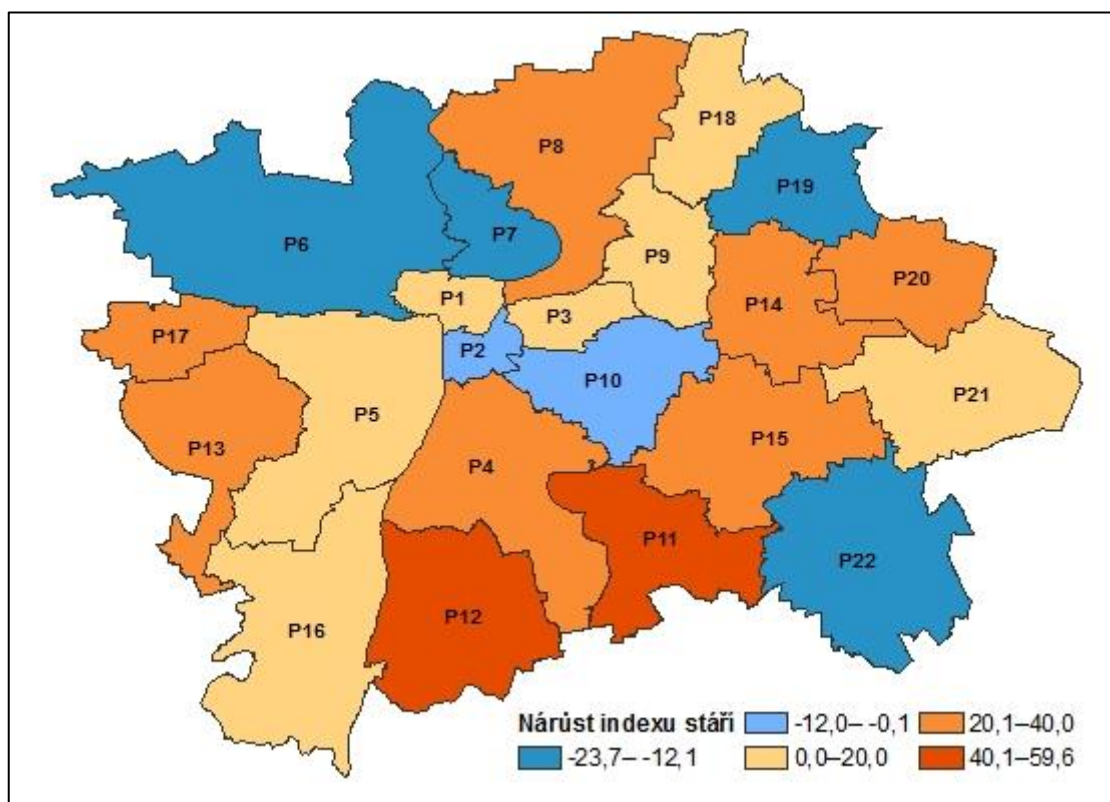 P18
P8
P19
P6
P7
P9
P20
P1
P14
P3
P17
P2
P10
P21
P5
P13
P15
P4
P11
P22
P12
P16
Nárůst indexu stáří
-23,7– -12,1
-12,0– -0,1
0,0–20,0
20,1–40,0
40,1–59,6